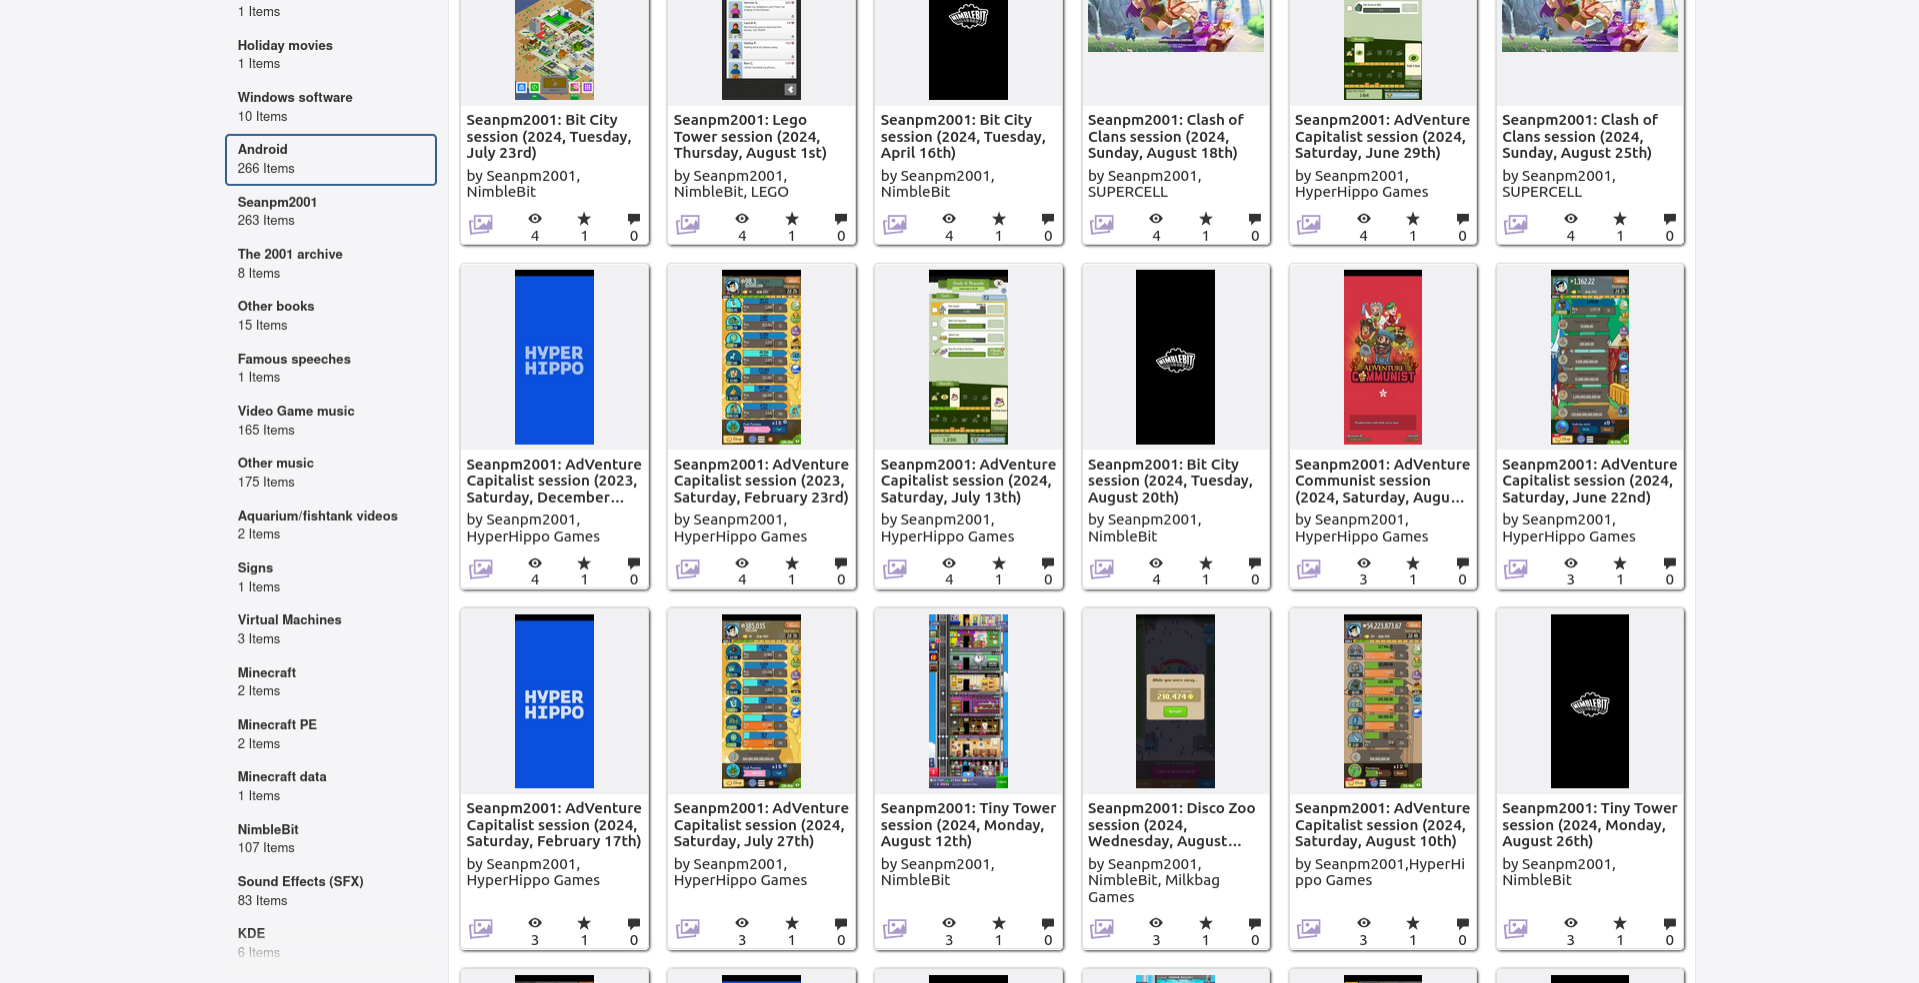 1 Items
Holiday movies
1 Items
Windows software
10 Items
Android
266 Items
Seanpm2001
263 Items
The 2001 archive
8 Items
Other books
15 Items
Famous speeches
1 Items
Video Game music
165 Items
Other music
175 Items
Aquarium/fishtank videos
2 Items
Signs
1 Items
Virtual Machines
3 Items
Minecraft
2 Items
Minecraft PE
2 Items
Minecraft data
1 Items
NimbleBit
107 Items
Sound Effects (SFX)
83 Items
KDE
6 Items
Seanpm2001: Bit City
session (2024, Tuesday,
July 23rd)
by Seanpm2001,
NimbleBit
4 1 0
NIMBLEBIT
Seanpm2001: Lego
Tower session (2024,
Thursday, August 1st)
by Seanpm2001,
NimbleBit, LEGO
4 1 0
Seanpm2001: Bit City
session (2024, Tuesday,
April 16th)
by Seanpm2001,
NimbleBit
4 1 0
Seanpm2001: Clash of
Clans session (2024,
Sunday, August 18th)
by Seanpm2001,
SUPERCELL
4 1 0
Seanpm2001: AdVenture
Capitalist session (2024,
Saturday, June 29th)
by Seanpm2001,
HyperHippo Games
4 1 0
Seanpm2001: Clash of
Clans session (2024,
Sunday, August 25th)
by Seanpm2001,
SUPERCELL
4 1 0
HYPER
HIPPO
Seanpm2001: AdVenture
Capitalist session (2023,
Saturday, December...
by Seanpm2001,
HyperHippo Games
4 1 0
Seanpm2001: AdVenture
Capitalist session (2023,
Saturday, February 23rd)
by Seanpm2001,
HyperHippo Games
4 1 0
Seanpm2001: AdVenture
Capitalist session (2024,
Saturday, July 13th)
by Seanpm2001,
HyperHippo Games
4 1 0
NIMBLEBIT
Seanpm2001: Bit City
session (2024, Tuesday,
August 20th)
by Seanpm2001,
NimbleBit
4 1 0
ADVENTURE
COMMUNIST
Seanpm2001: AdVenture
Communist session
(2024, Saturday, Augu...
by Seanpm2001,
HyperHippo Games
3 1 0
1,162.22
Seanpm2001: AdVenture
Capitalist session (2024,
Saturday, June 22nd)
by Seanpm2001,
HyperHippo Games
3 1 0
HYPER
HIPPO
Seanpm2001: AdVenture
Capitalist session (2024,
Saturday, February 17th)
by Seanpm2001,
HyperHippo Games
3 1 0
Seanpm2001: AdVenture
Capitalist session (2024,
Saturday, July 27th)
by Seanpm2001,
HyperHippo Games
3 1 0
Seanpm2001: Tiny Tower
session (2024, Monday,
August 12th)
by Seanpm2001,
NimbleBit
3 1 0
While you were away...
210,474
Seanpm2001: Disco Zoo
session (2024,
Wednesday, August...
by Seanpm2001,
NimbleBit, Milkbag
Games
3 1 0
Seanpm2001: AdVenture
Capitalist session (2024,
Saturday, August 10th)
by Seanpm2001,HyperHi
ppo Games
3 1 0
NIMBLEBIT
Seanpm2001: Tiny Tower
session (2024, Monday,
August 26th)
by Seanpm2001,
NimbleBit
3 1 0